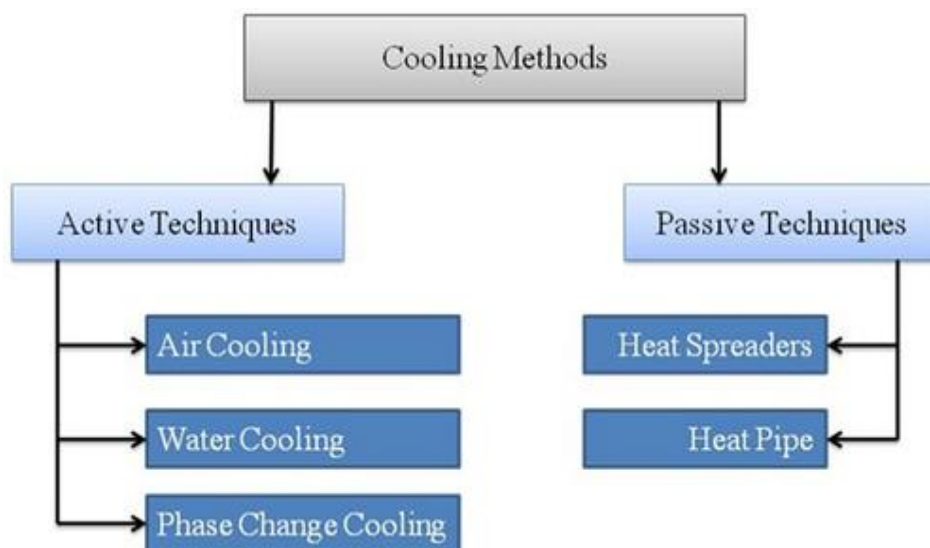 Cooling Methods
Active Techniques
Passive Techniques
Air Cooling
Water Cooling
Phase Change Cooling
Heat Spreaders
Heat Pipe